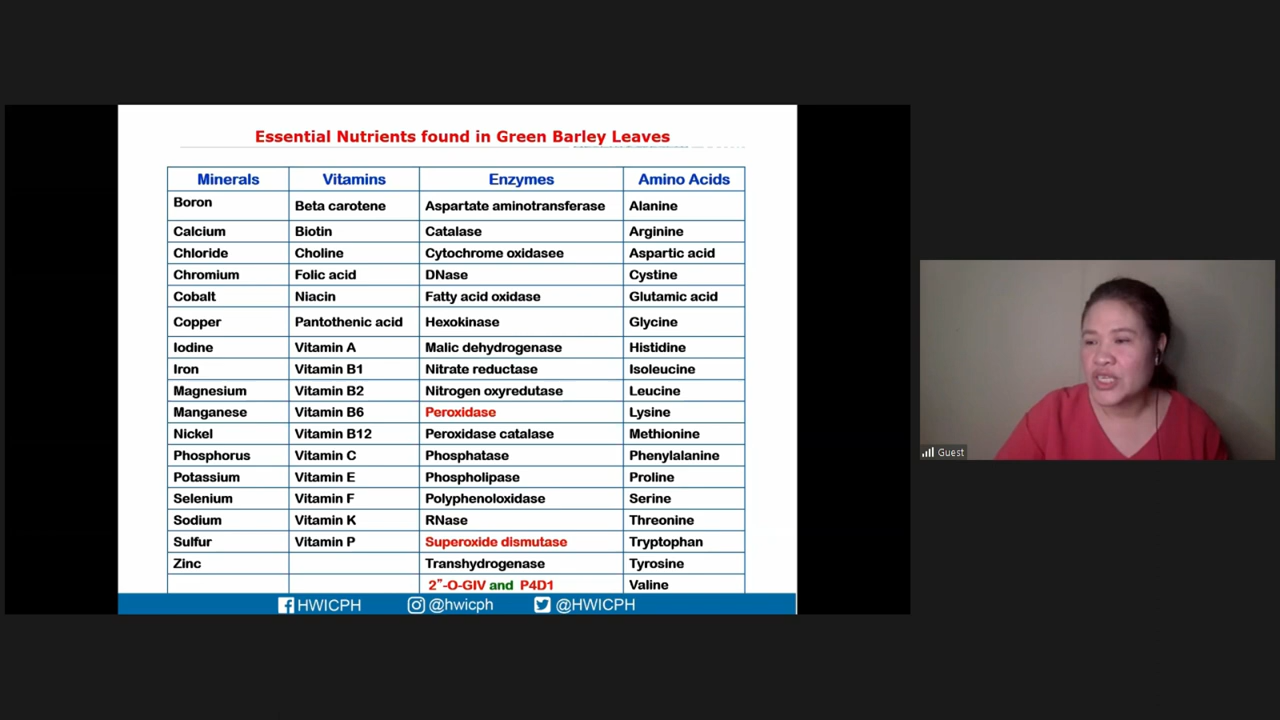 Essential Nutrients found in Green Barley Leaves
Minerals Vitamins Enzymes Amino Acids
Boron Beta carotene Aspartate aminotransferase Alanine
Calcium Biotin Catalase Arginine
Chloride Choline Cytochrome oxidasee Aspartic acid
Chromium Folic acid DNase Cystine
Cobalt Niacin Fatty acid oxidase Glutamic acid
Copper Pantothenic acid Hexokinase Glycine
Iodine Vitamin A Malic dehydrogenase Histidine
Iron Vitamin B1 Nitrate reductase Isoleucine
Magnesium Vitamin B2 Nitrogen oxyredutase Leucine
Manganese Vitamin B6 Peroxidase Lysine
Nickel Vitamin B12 Peroxidase catalase Methionine
Phosphorus Vitamin C Phosphatase Phenylalanine
Potassium Vitamin E Phospholipase Proline
Selenium Vitamin F Polyphenoloxidase Serine
Sodium Vitamin K RNase Threonine
Sulfur Vitamin P Superoxide dismutase Tryptophan
Zinc Transhydrogenase Tyrosine
2”-O-GIV and P4D1 Valine
HWICPH @hwicph @HWICPH
Guest